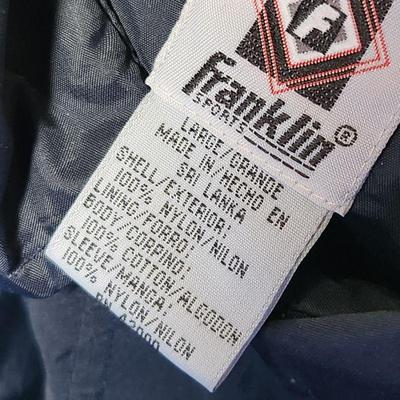 F
franklin®
SPORTS
LARGE/GRANDE
MADE IN/HECHO EN
SRI LANKA
SHELL/EXTERIOR:
100% NYLON/NILON
LINING/FORRO:
BODY/CORPINO:
100% COTTON/ALGODON
SLEEVE/MANGA:
100% NYLON/NILON